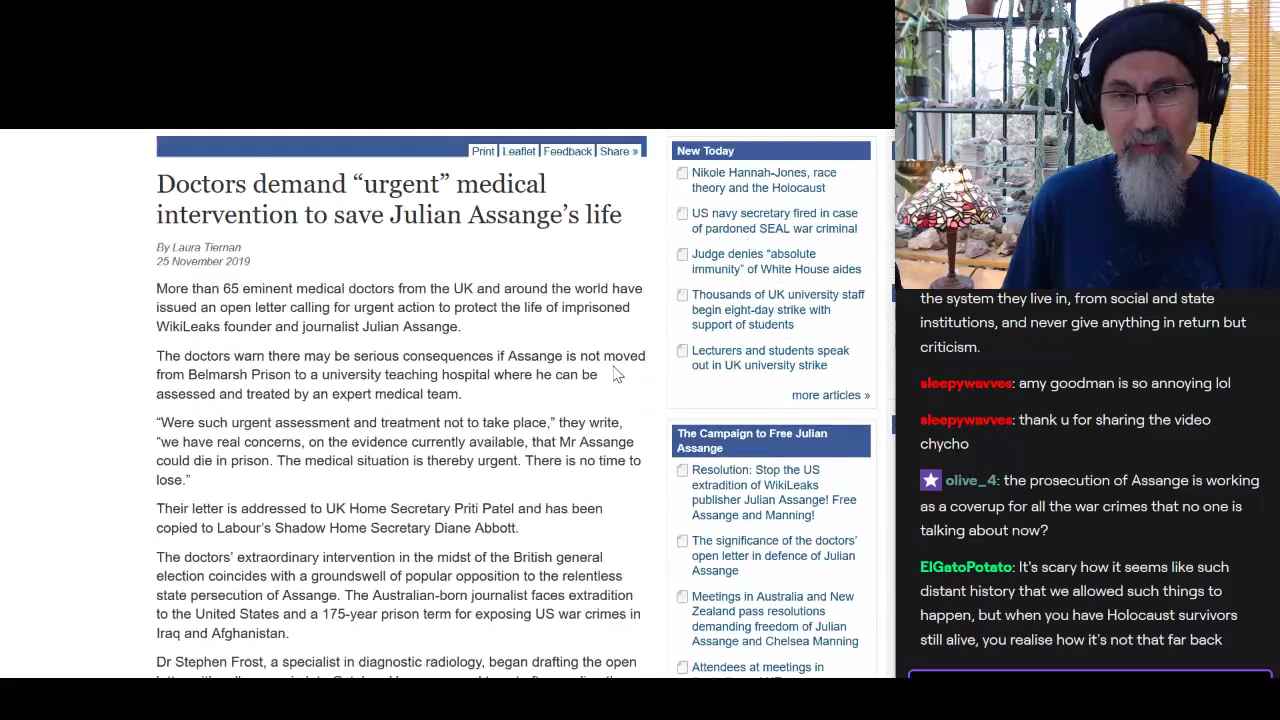 Print Leaflet Feedback Share »
Doctors demand “urgent” medical
intervention to save Julian Assange’s life
By Laura Tiernan
25 November 2019
More than 65 eminent medical doctors from the UK and around the world have
issued an open letter calling for urgent action to protect the life of imprisoned
WikiLeaks founder and journalist Julian Assange.
The doctors warn there may be serious consequences if Assange is not moved
from Belmarsh Prison to a university teaching hospital where he can be
assessed and treated by an expert medical team.
“Were such urgent assessment and treatment not to take place,” they write,
“we have real concerns, on the evidence currently available, that Mr Assange
could die in prison. The medical situation is thereby urgent. There is no time to
lose.”
Their letter is addressed to UK Home Secretary Priti Patel and has been
copied to Labour’s Shadow Home Secretary Diane Abbott.
The doctors’ extraordinary intervention in the midst of the British general
election coincides with a groundswell of popular opposition to the relentless
state persecution of Assange. The Australian-born journalist faces extradition
to the United States and a 175-year prison term for exposing US war crimes in
Iraq and Afghanistan.
Dr Stephen Frost, a specialist in diagnostic radiology, began drafting the open
New Today
Nikole Hannah-Jones, race
theory and the Holocaust
US navy secretary fired in case
of pardoned SEAL war criminal
Judge denies “absolute
immunity” of White House aides
Thousands of UK university staff
begin eight-day strike with
support of students
Lecturers and students speak
out in UK university strike
more articles »
The Campaign to Free Julian
Assange
Resolution: Stop the US
extradition of WikiLeaks
publisher Julian Assange! Free
Assange and Manning!
The significance of the doctors’
open letter in defence of Julian
Assange
Meetings in Australia and New
Zealand pass resolutions
demanding freedom of Julian
Assange and Chelsea Manning
Attendees at meetings in
the system they live in, from social and state
institutions, and never give anything in return but
criticism.
sleepywavves: amy goodman is so annoying lol
sleepywavves: thank u for sharing the video
chycho
olive_4: the prosecution of Assange is working
as a coverup for all the war crimes that no one is
talking about now?
ElGatoPotato: It's scary how it seems like such
distant history that we allowed such things to
happen, but when you have Holocaust survivors
still alive, you realise how it's not that far back